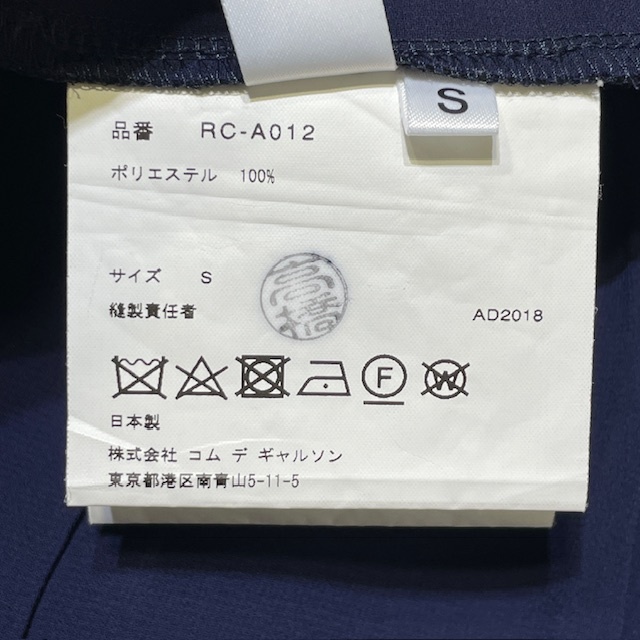 S
品番 RC-A012
ポリエステル 100%
サイズ S
縫製責任者
AD2018
F
W
日本製
株式会社 コム デ ギャルソン
東京都港区南青山5-11-5